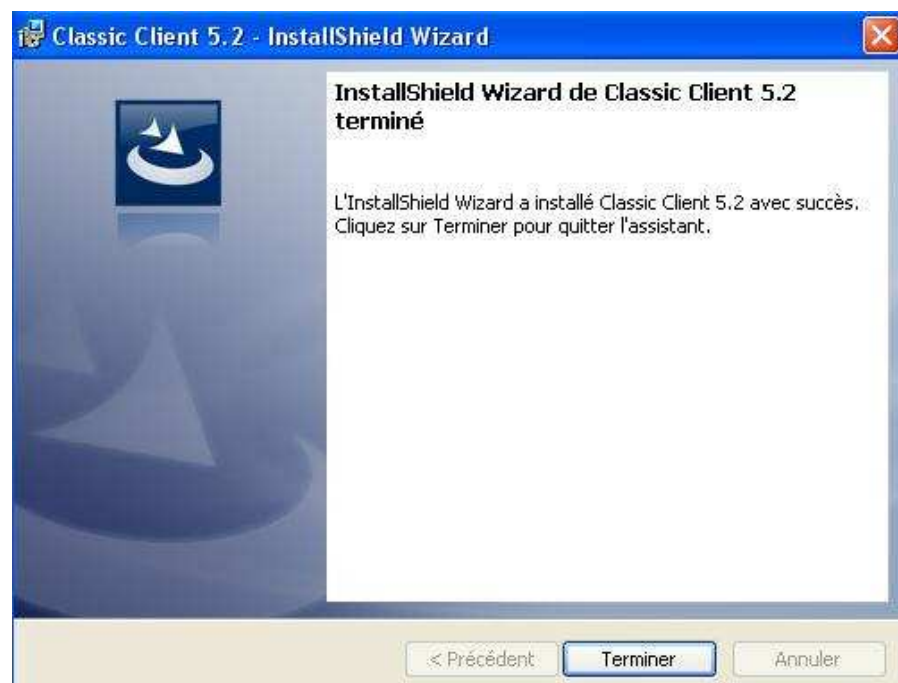 Classic Client 5.2 - InstallShield Wizard
InstallShield Wizard de Classic Client 5.2
terminé
L'InstallShield Wizard a installé Classic Client 5.2 avec succès.
Cliquez sur Terminer pour quitter l'assistant.
< Précédent Terminer Annuler